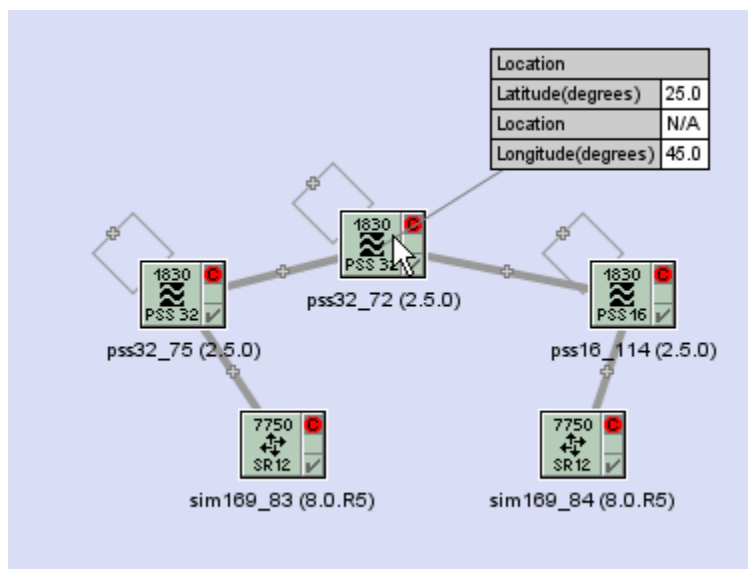 Location
Latitude(degrees) 25.0
Location N/A
Longitude(degrees) 45.0
1830 C
PSS 32
pss32_72 (2.5.0)
1830 C
PSS 32
pss32_75 (2.5.0)
1830 C
PSS 16
pss16_114 (2.5.0)
7750 C
SR12
sim169_83 (8.0.R5)
7750 C
SR12
sim169_84 (8.0.R5)